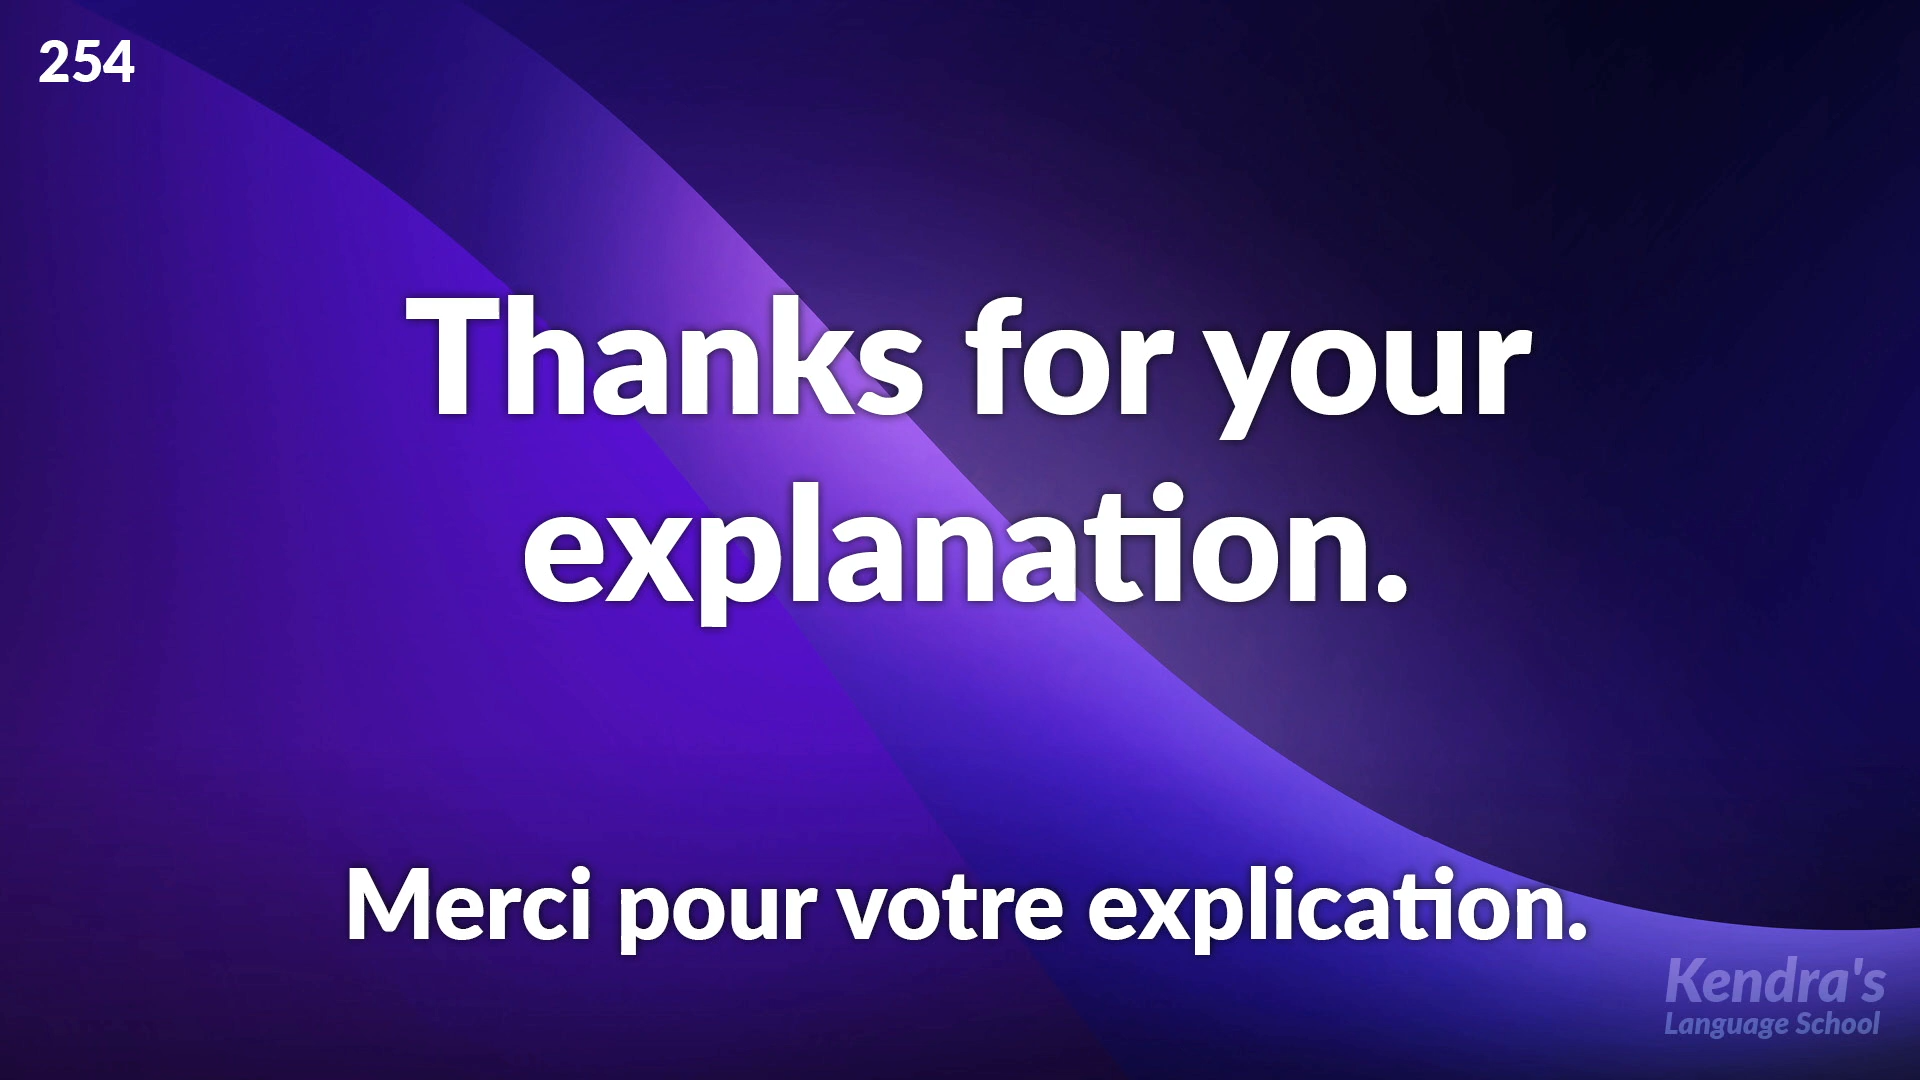 254
Thanks for your
explanation.
Merci pour votre explication.
Kendra's
Language School